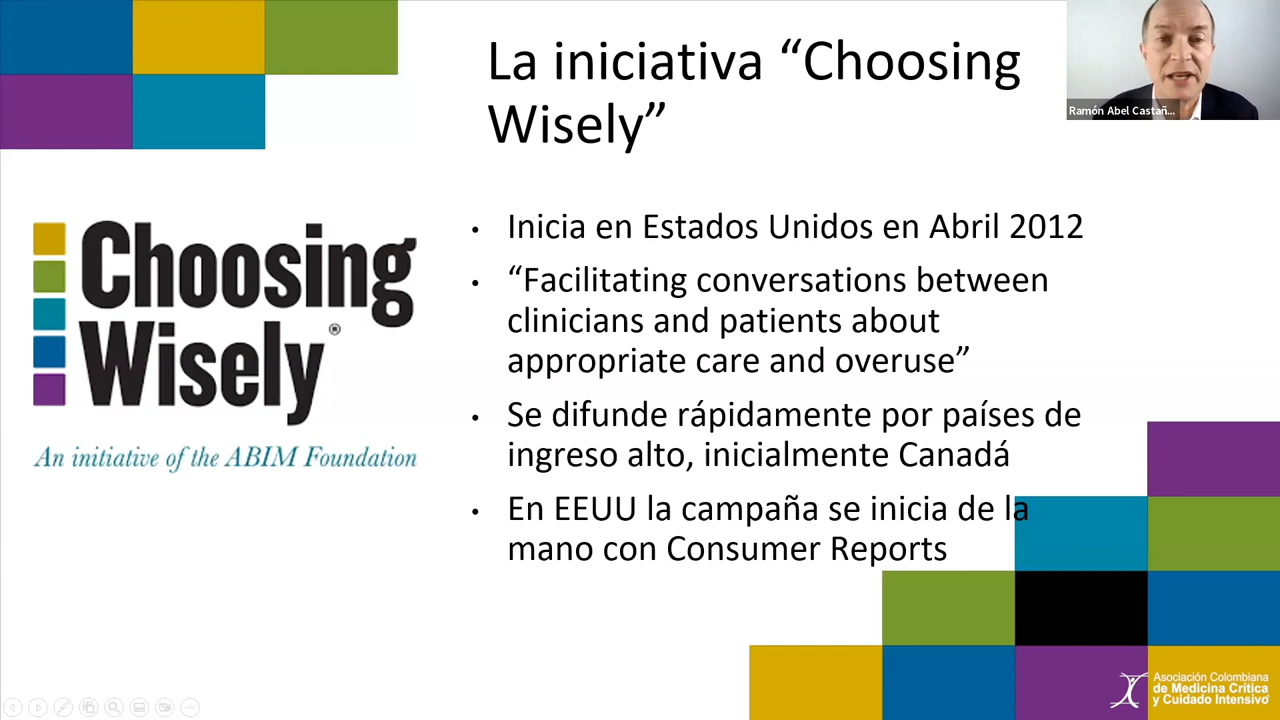 La iniciativa “Choosing
Wisely”
Ramón Abel Castañ...
Choosing
Wisely®
An initiative of the ABIM Foundation
• Inicia en Estados Unidos en Abril 2012
• “Facilitating conversations between
clinicians and patients about
appropriate care and overuse”
• Se difunde rápidamente por países de
ingreso alto, inicialmente Canadá
• En EEUU la campaña se inicia de la
mano con Consumer Reports
Asociación Colombiana
de Medicina Crítica
y Cuidado Intensivo